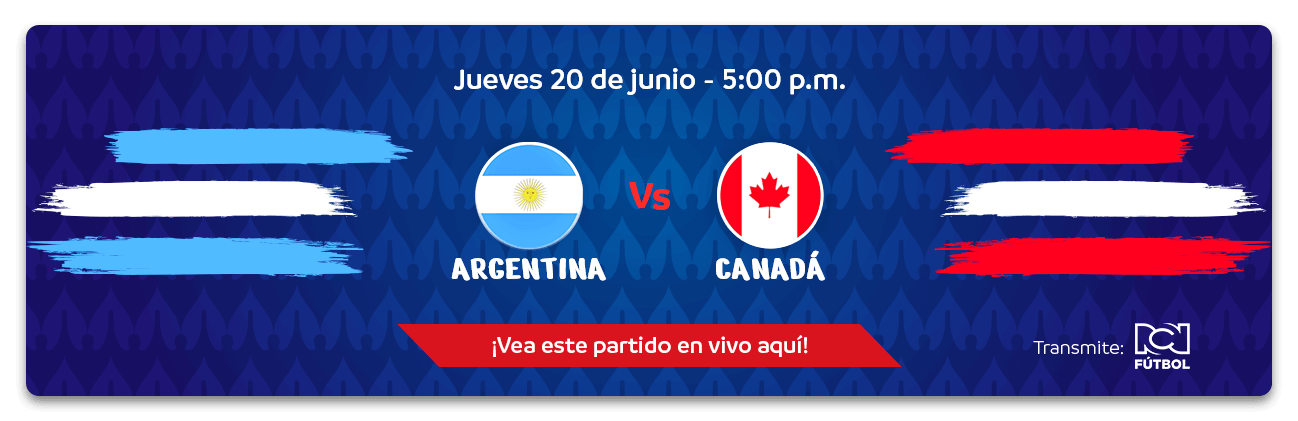 Jueves 20 de junio - 5:00 p.m.
Vs
ARGENTINA
CANADÁ
¡Vea este partido en vivo aquí!
Transmite: RCN
FÚTBOL